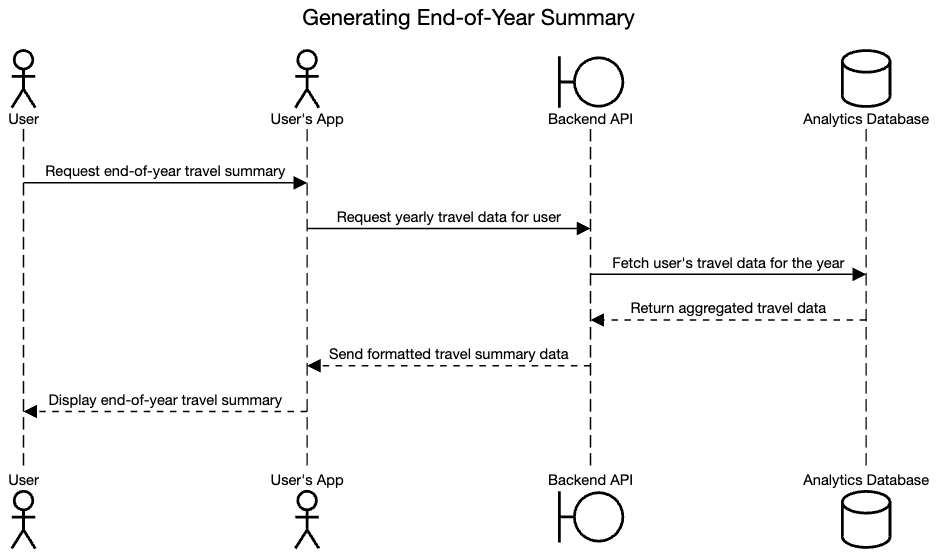 Generating End-of-Year Summary
User
User's App
Backend API
Analytics Database
Request end-of-year travel summary
Request yearly travel data for user
Fetch user's travel data for the year
Return aggregated travel data
Send formatted travel summary data
Display end-of-year travel summary
User
User's App
Backend API
Analytics Database